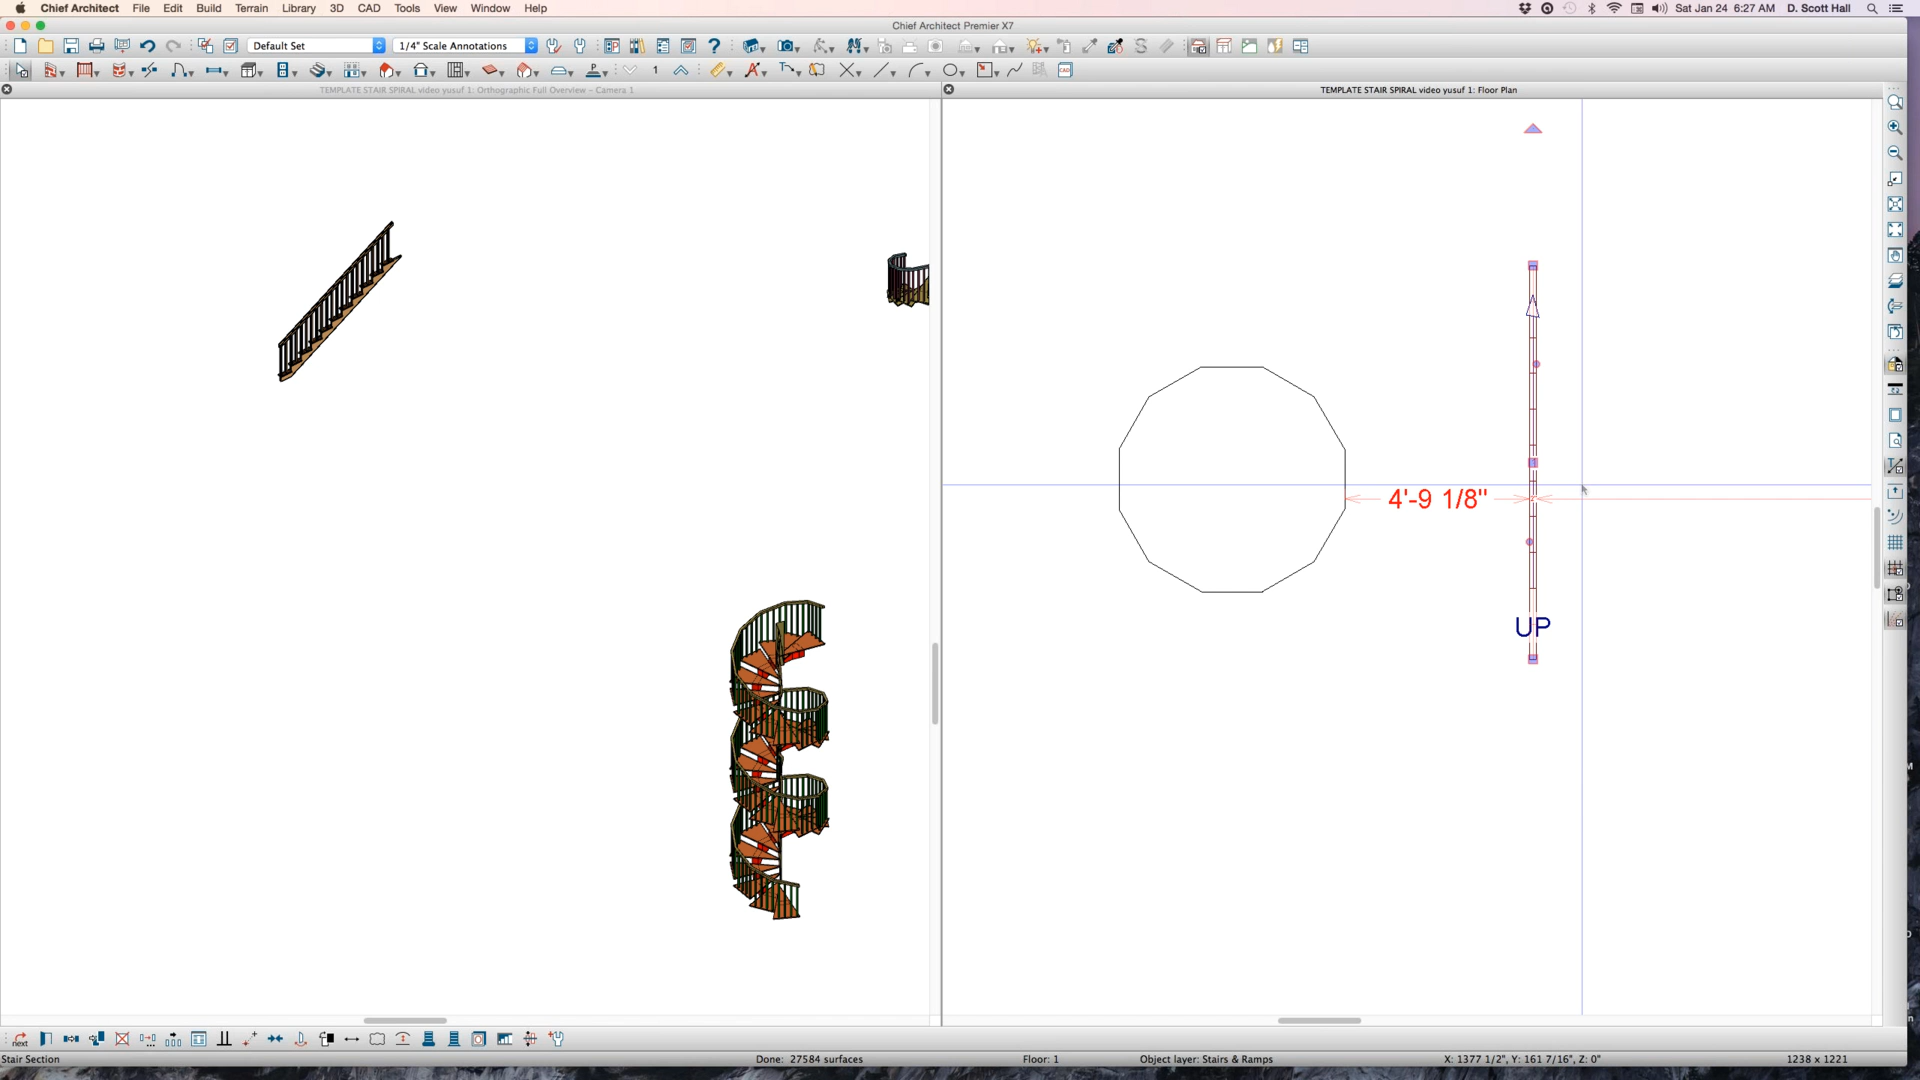 Chief Architect File Edit Build Terrain Library 3D CAD Tools View Window Help Sat Jan 24 6:27 AM D. Scott Hall
Chief Architect Premier X7
Default Set 1/4" Scale Annotations
1
TEMPLATE STAIR SPIRAL video yusuf 1: Orthographic Full Overview – Camera 1
TEMPLATE STAIR SPIRAL video yusuf 1: Floor Plan
4'-9 1/8"
UP
next
Stair Section Done: 27584 surfaces Floor: 1 Object layer: Stairs & Ramps X: 1377 1/2", Y: 161 7/16", Z: 0" 1238 x 1221